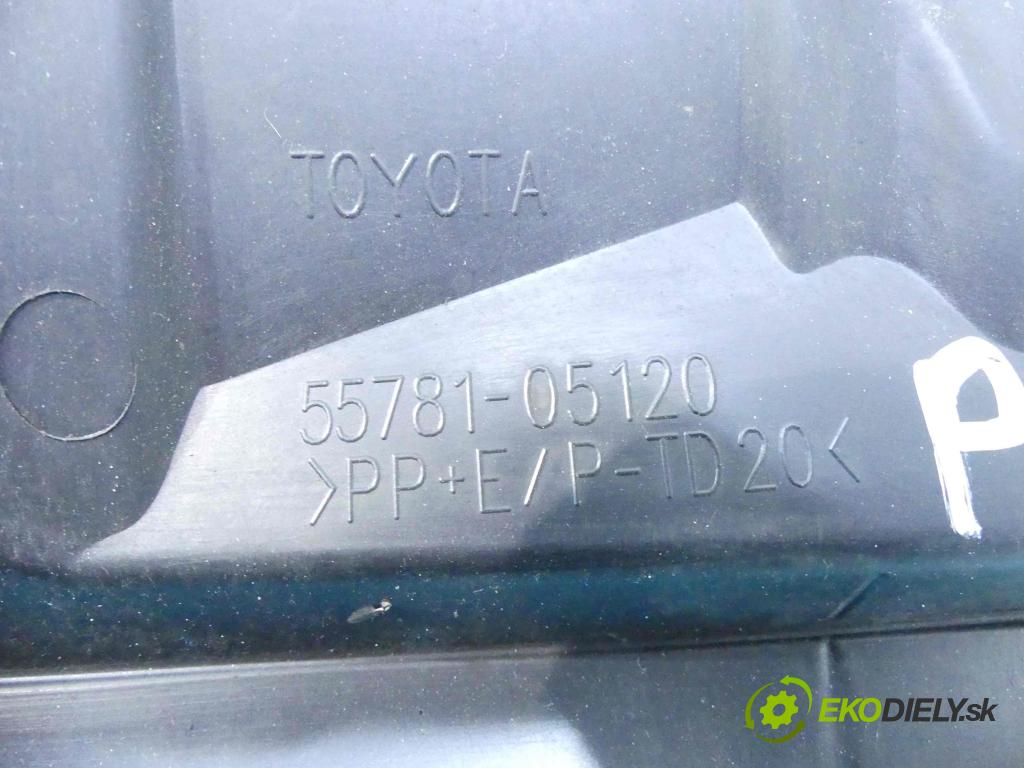 TOYOTA
55781-05120
>PP+E/P-TD20<
P
EKODIELY.sk